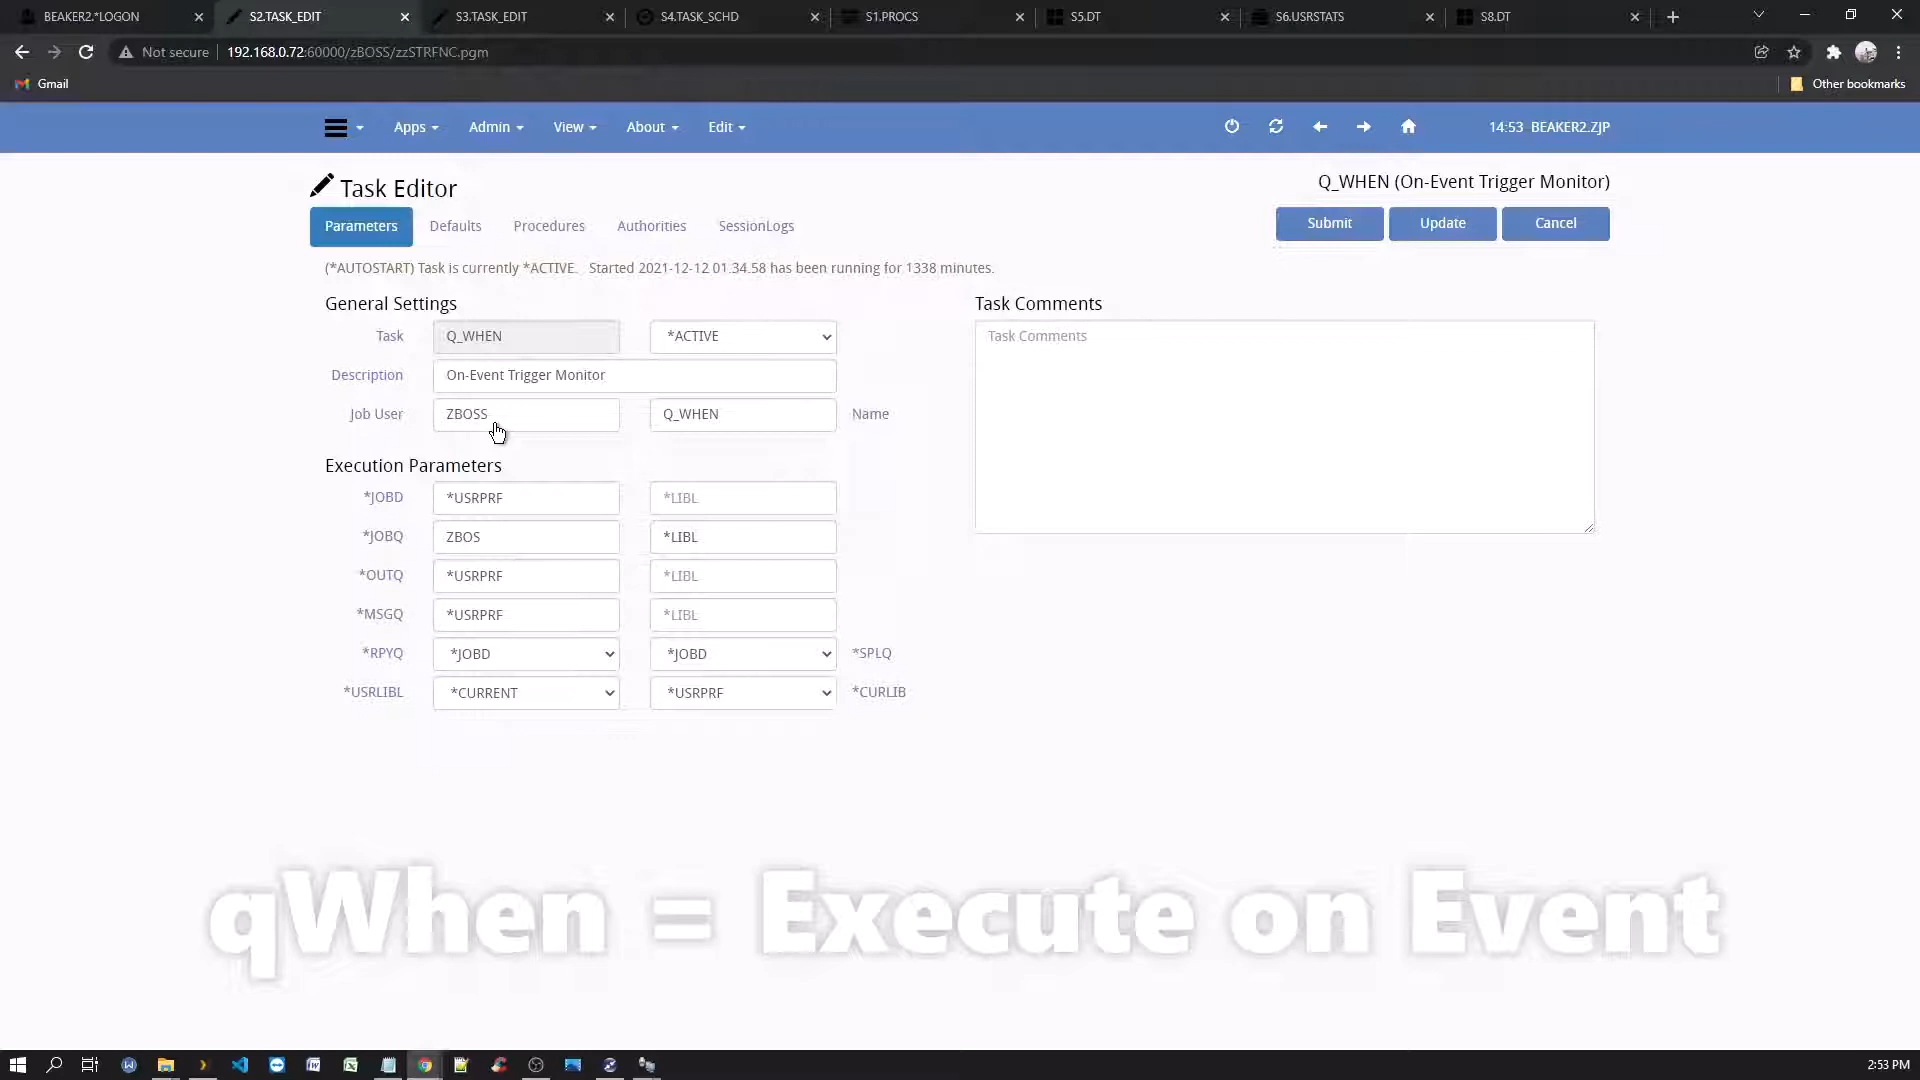 BEAKER2.*LOGON S2.TASK_EDIT S3.TASK_EDIT S4.TASK_SCHD S1.PROCS S5.DT S6.USRSTATS S8.DT
Not secure 192.168.0.72:60000/zBOSS/zzSTRFNC.pgm
Gmail Other bookmarks
Apps Admin View About Edit 14:53 BEAKER2.ZJP
Task Editor Q_WHEN (On-Event Trigger Monitor)
Parameters Defaults Procedures Authorities SessionLogs Submit Update Cancel
(*AUTOSTART) Task is currently *ACTIVE. Started 2021-12-12 01.34.58 has been running for 1338 minutes.
General Settings Task Comments
Task Q_WHEN *ACTIVE Task Comments
Description On-Event Trigger Monitor
Job User ZBOSS Q_WHEN Name
Execution Parameters
*JOBD *USRPRF *LIBL
*JOBQ ZBOS *LIBL
*OUTQ *USRPRF *LIBL
*MSGQ *USRPRF *LIBL
*RPYQ *JOBD *JOBD *SPLQ
*USRLIBL *CURRENT *USRPRF *CURLIB
qWhen = Execute on Event
2:53 PM